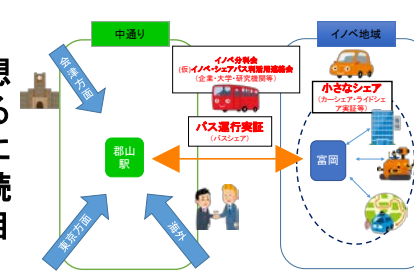 中通り
イノベ地域
会津方面
イノベ分科会
(仮)イノベ・シェアバス利活用連絡会
(企業・大学・研究機関等)
小さなシェア
(カーシェア・ライドシェ
ア実証等)
バス運行実証
(バスシェア)
郡山
駅
富岡
東京方面
海外